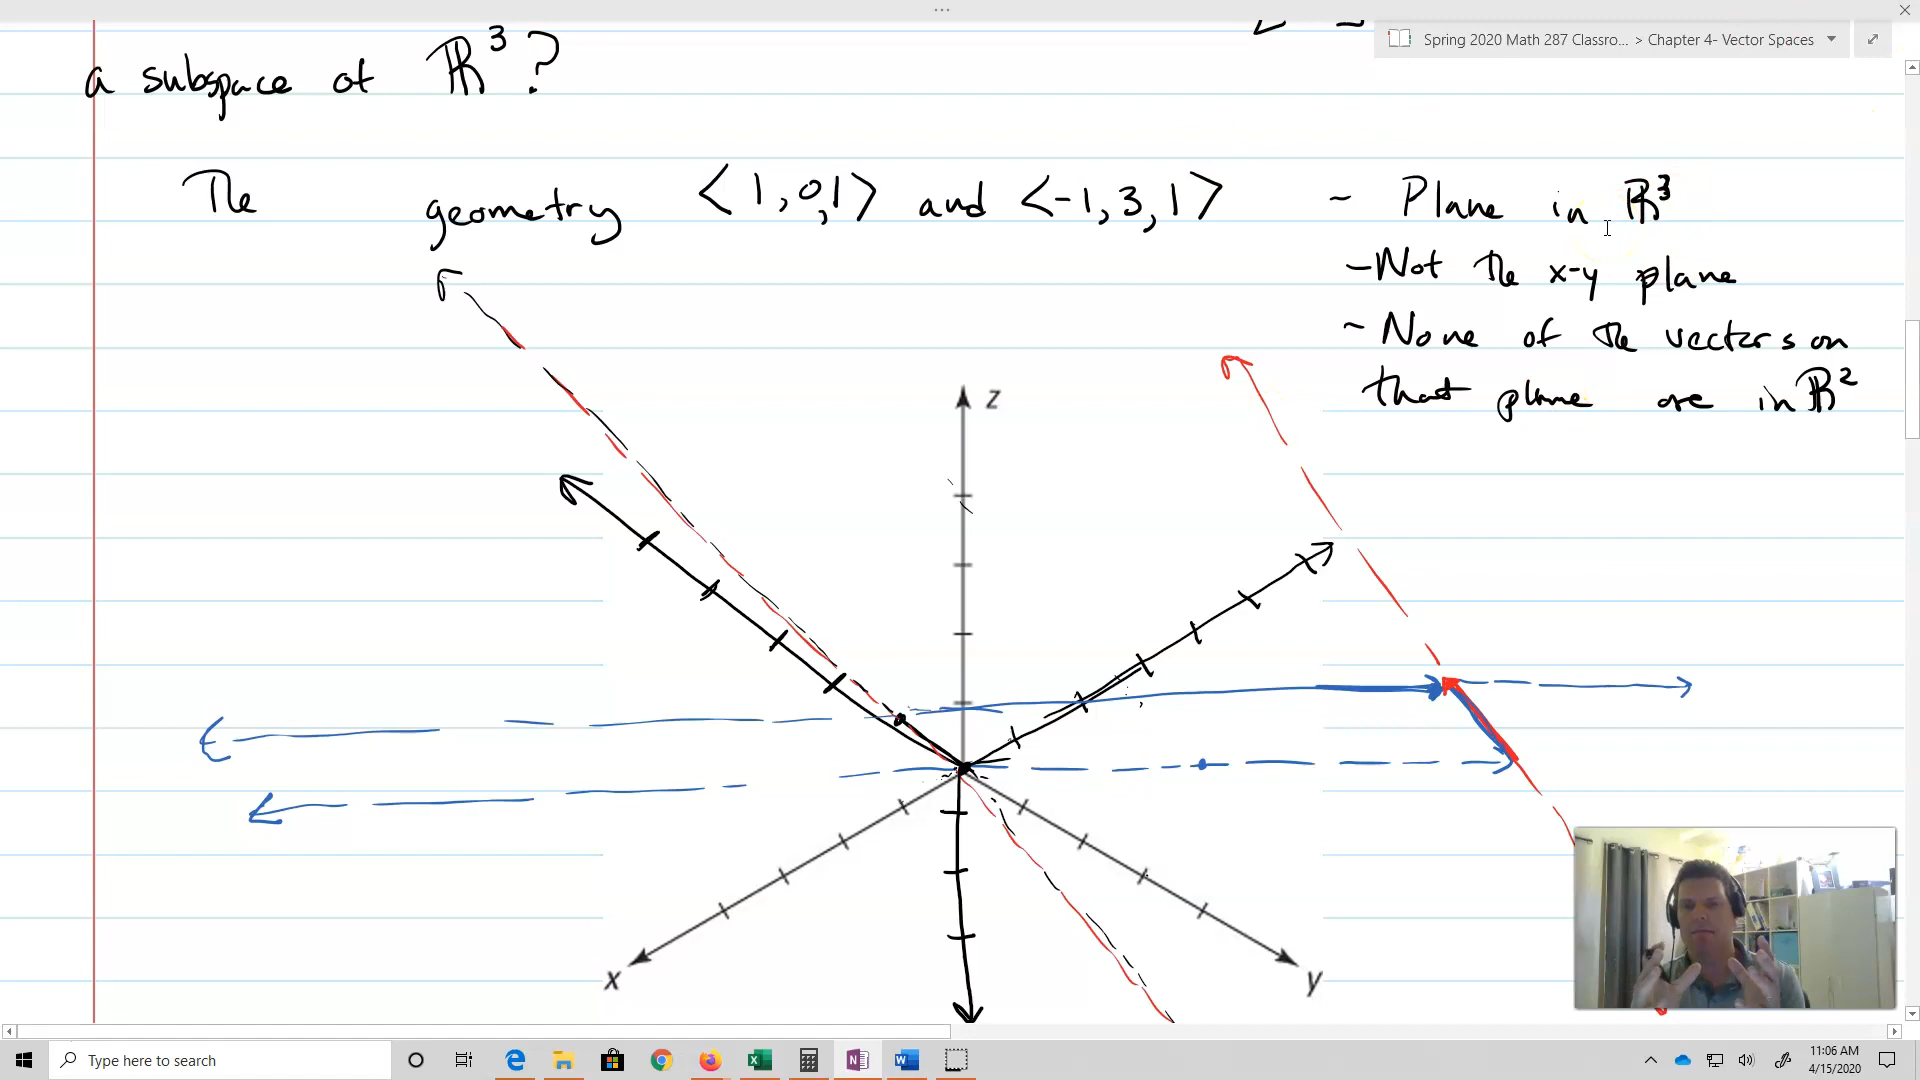 Spring 2020 Math 287 Classro... > Chapter 4- Vector Spaces
a subspace of ℝ³?
The geometry <1,0,1> and <-1,3,1>
~ Plane in ℝ³
- Not the x-y plane
~ None of the vectors on
that plane are in ℝ²
z
x
y
Type here to search
11:06 AM
4/15/2020